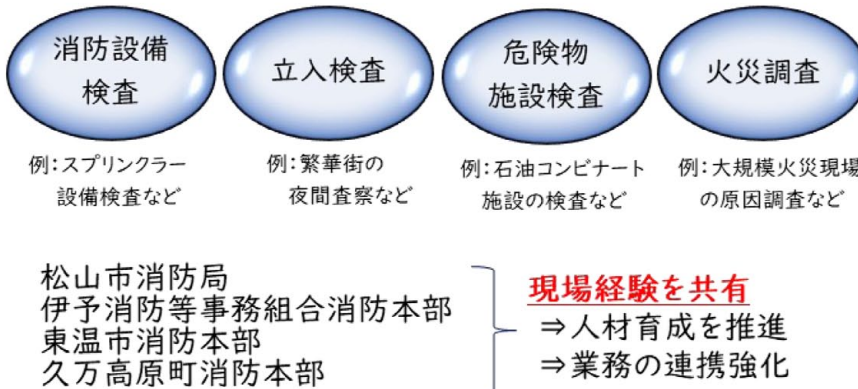 消防設備
検査
立入検査
危険物
施設検査
火災調査
例：スプリンクラー
設備検査など
例：繁華街の
夜間査察など
例：石油コンビナート
施設の検査など
例：大規模火災現場
の原因調査など
松山市消防局
伊予消防等事務組合消防本部
東温市消防本部
久万高原町消防本部
現場経験を共有
⇒人材育成を推進
⇒業務の連携強化